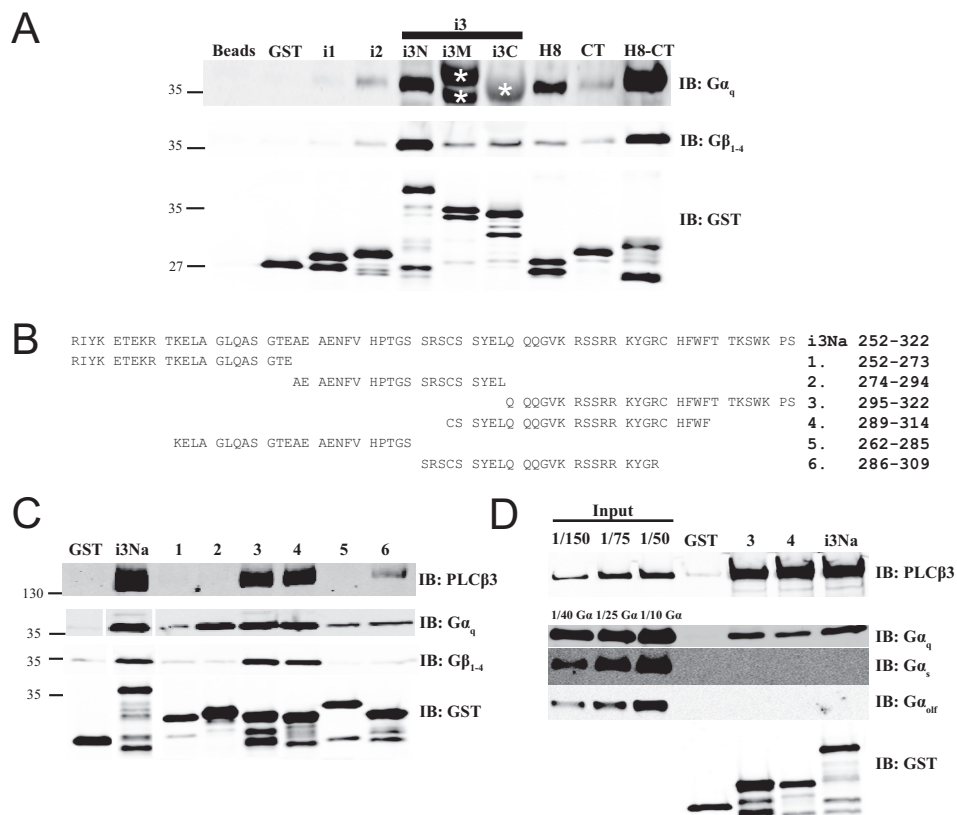 A
i3
Beads GST i1 i2 i3N i3M i3C H8 CT H8-CT
35
*
*
*
IB: Gαq
35
IB: Gβ1-4
35
IB: GST
27
B
RIYK ETEKR TKELA GLQAS GTEAE AENFV HPTGS SRSCS SYELQ QQGVK RSSRR KYGRC HFWFT TKSWK PS i3Na 252-322
RIYK ETEKR TKELA GLQAS GTE 1. 252-273
AE AENFV HPTGS SRSCS SYEL 2. 274-294
Q QQGVK RSSRR KYGRC HFWFT TKSWK PS 3. 295-322
CS SYELQ QQGVK RSSRR KYGRC HFWF 4. 289-314
KELA GLQAS GTEAE AENFV HPTGS 5. 262-285
SRSCS SYELQ QQGVK RSSRR KYGR 6. 286-309
C
GST i3Na 1 2 3 4 5 6
130
IB: PLCβ3
35
IB: Gαq
35
IB: Gβ1-4
35
IB: GST
D
Input
1/150 1/75 1/50 GST 3 4 i3Na
IB: PLCβ3
1/40 Gα 1/25 Gα 1/10 Gα
IB: Gαq
IB: Gαs
IB: Gαolf
IB: GST